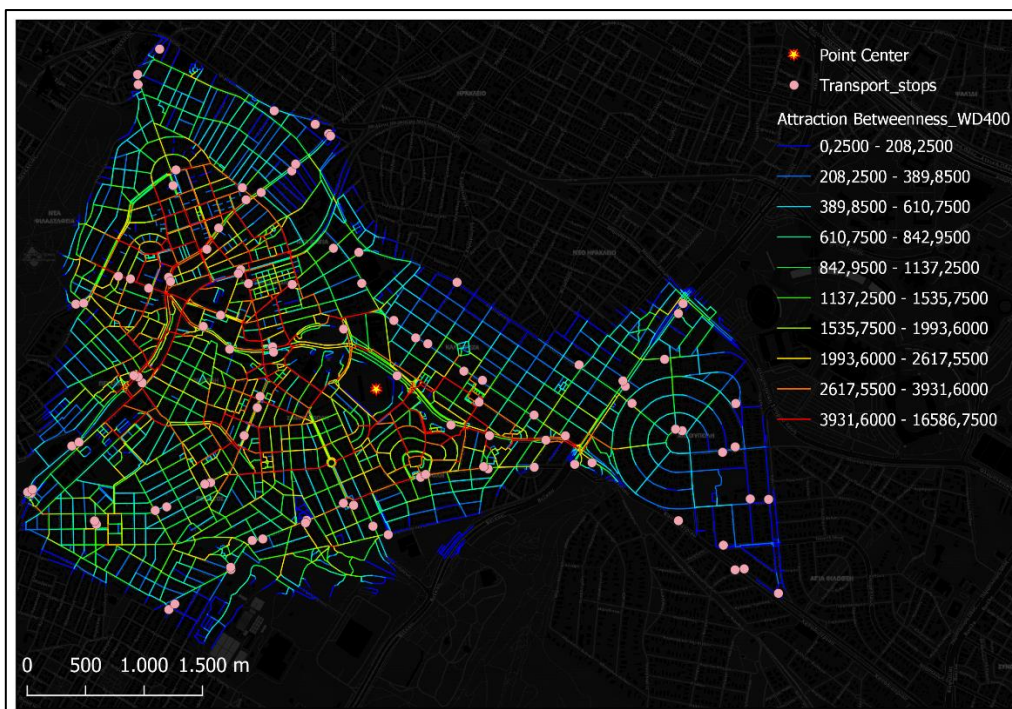 Point Center
Transport_stops
Attraction Betweenness_WD400
0,2500 - 208,2500
208,2500 - 389,8500
389,8500 - 610,7500
610,7500 - 842,9500
842,9500 - 1137,2500
1137,2500 - 1535,7500
1535,7500 - 1993,6000
1993,6000 - 2617,5500
2617,5500 - 3931,6000
3931,6000 - 16586,7500
0 500 1.000 1.500 m